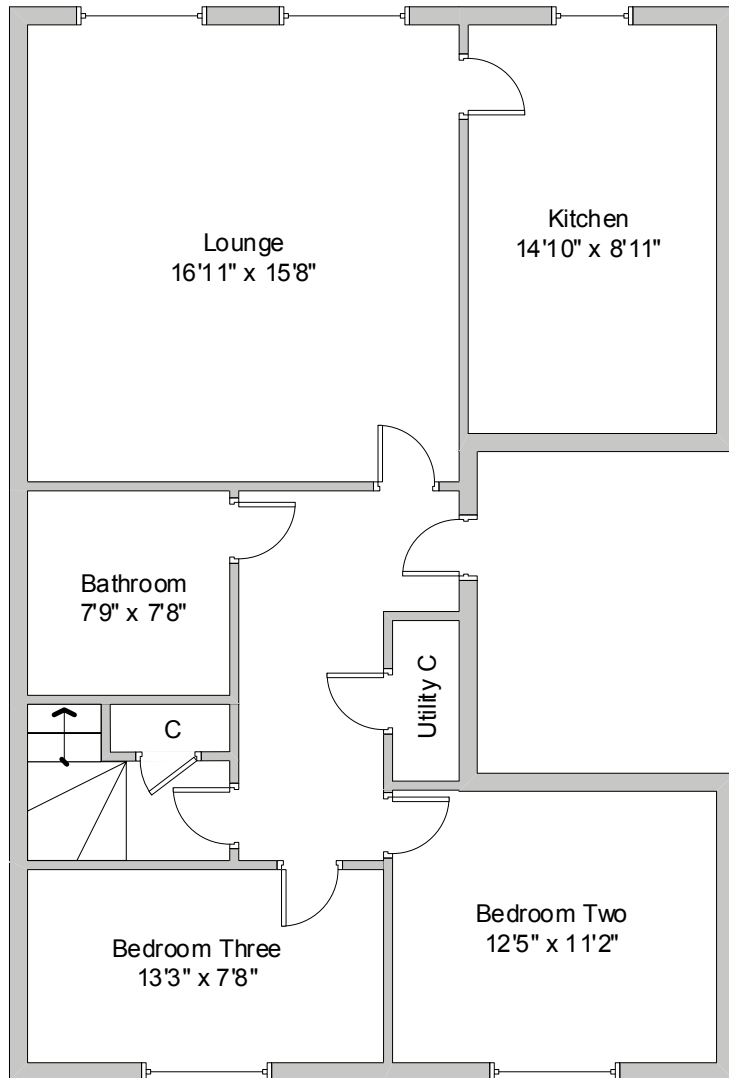 Lounge
16'11" x 15'8"
Kitchen
14'10" x 8'11"
Bathroom
7'9" x 7'8"
Utility C
C
Bedroom Two
12'5" x 11'2"
Bedroom Three
13'3" x 7'8"